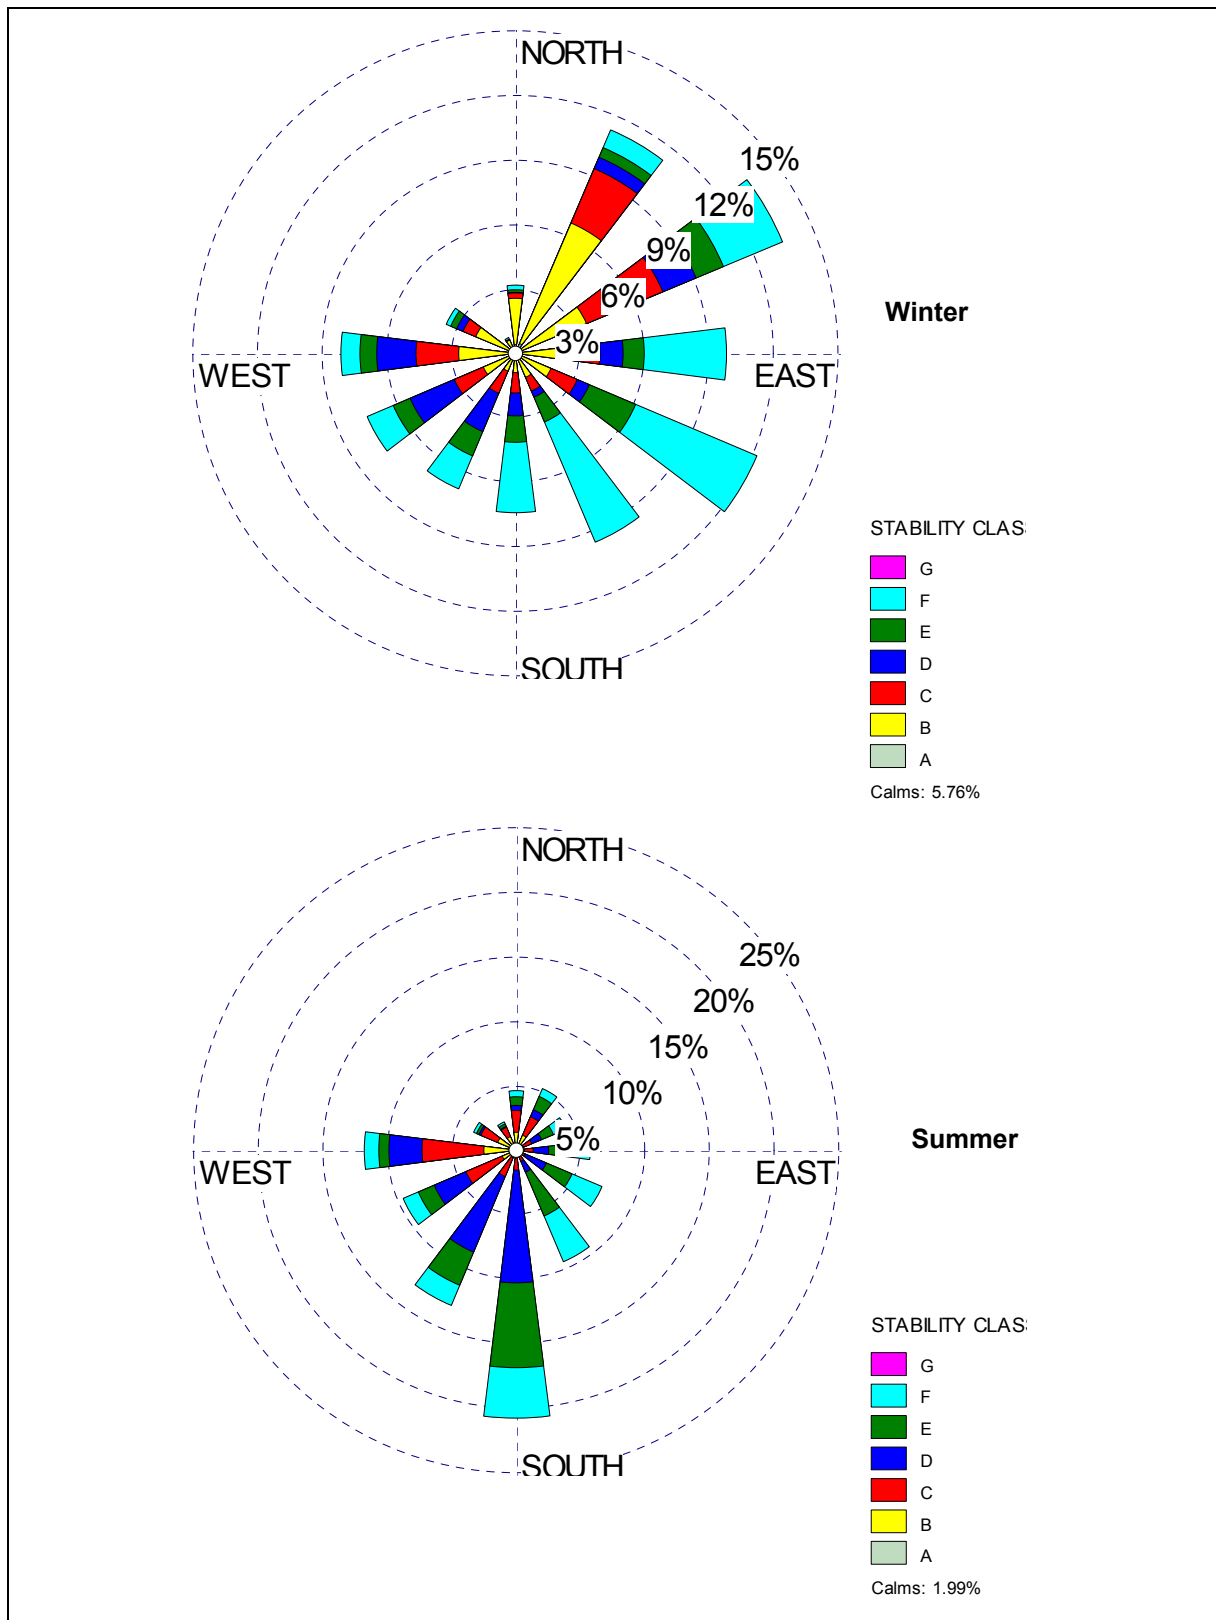 NORTH
15%
12%
9%
6%
3%
WEST
EAST
SOUTH
Winter
STABILITY CLAS
G
F
E
D
C
B
A
Calms: 5.76%
NORTH
25%
20%
15%
10%
5%
WEST
EAST
SOUTH
Summer
STABILITY CLAS
G
F
E
D
C
B
A
Calms: 1.99%